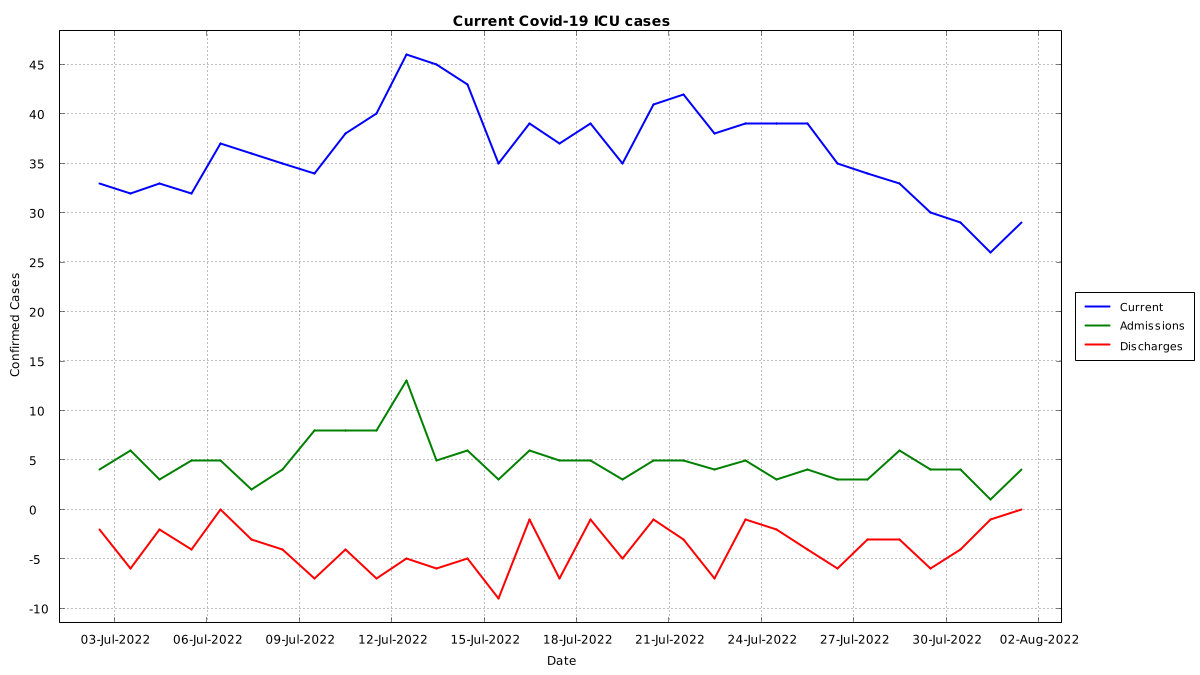 Current Covid-19 ICU cases
Confirmed Cases
45
40
35
30
25
20
15
10
5
0
-5
-10
03-Jul-2022 06-Jul-2022 09-Jul-2022 12-Jul-2022 15-Jul-2022 18-Jul-2022 21-Jul-2022 24-Jul-2022 27-Jul-2022 30-Jul-2022 02-Aug-2022
Date
Current
Admissions
Discharges